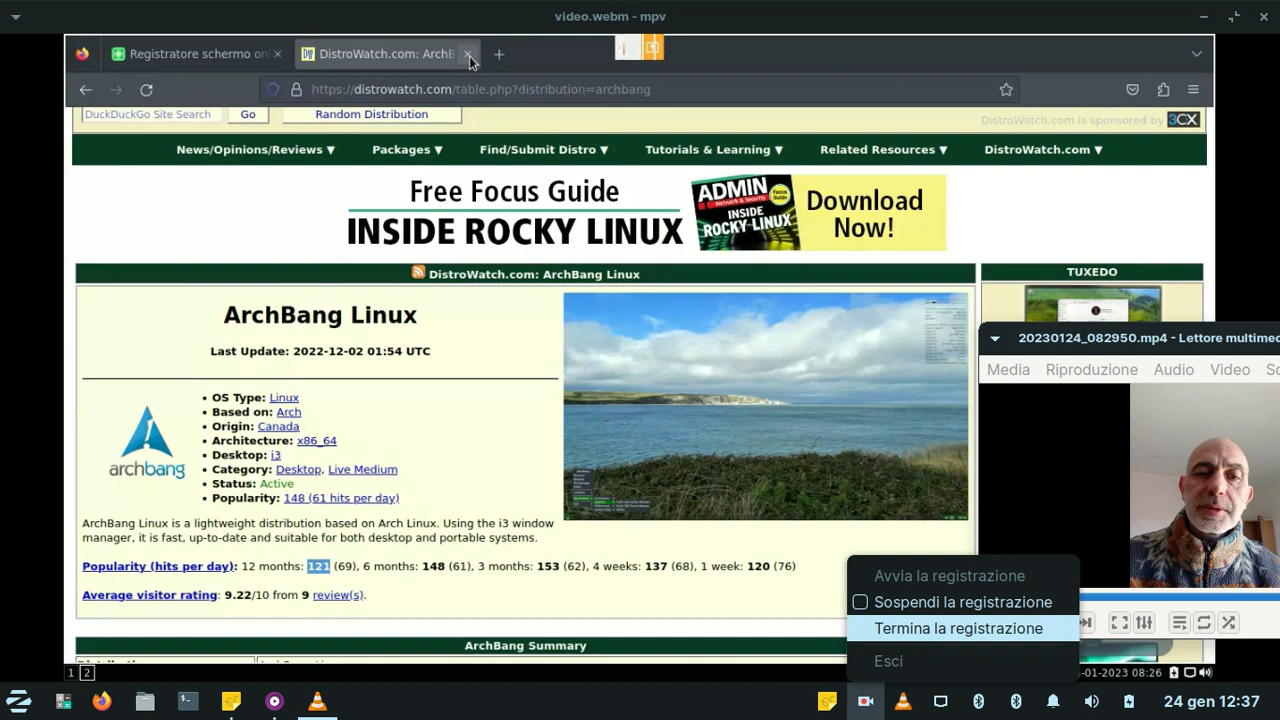 video.webm - mpv
Registratore schermo on
DistroWatch.com: ArchB
https://distrowatch.com/table.php?distribution=archbang
DuckDuckGo Site Search
Go
Random Distribution
DistroWatch.com is sponsored by 3CX
News/Opinions/Reviews ▼
Packages ▼
Find/Submit Distro ▼
Tutorials & Learning ▼
Related Resources ▼
DistroWatch.com ▼
Free Focus Guide
INSIDE ROCKY LINUX
ADMIN
Network & Security
INSIDE
ROCKY LINUX
Download
Now!
DistroWatch.com: ArchBang Linux
TUXEDO
ArchBang Linux
Last Update: 2022-12-02 01:54 UTC
archbang
• OS Type: Linux
• Based on: Arch
• Origin: Canada
• Architecture: x86_64
• Desktop: i3
• Category: Desktop, Live Medium
• Status: Active
• Popularity: 148 (61 hits per day)
ArchBang Linux is a lightweight distribution based on Arch Linux. Using the i3 window
manager, it is fast, up-to-date and suitable for both desktop and portable systems.
Popularity (hits per day): 12 months: 121 (69), 6 months: 148 (61), 3 months: 153 (62), 4 weeks: 137 (68), 1 week: 120 (76)
Average visitor rating: 9.22/10 from 9 review(s).
ArchBang Summary
20230124_082950.mp4 - Lettore multimed
Media
Riproduzione
Audio
Video
Avvia la registrazione
Sospendi la registrazione
Termina la registrazione
Esci
1 2
-01-2023 08:26
24 gen 12:37